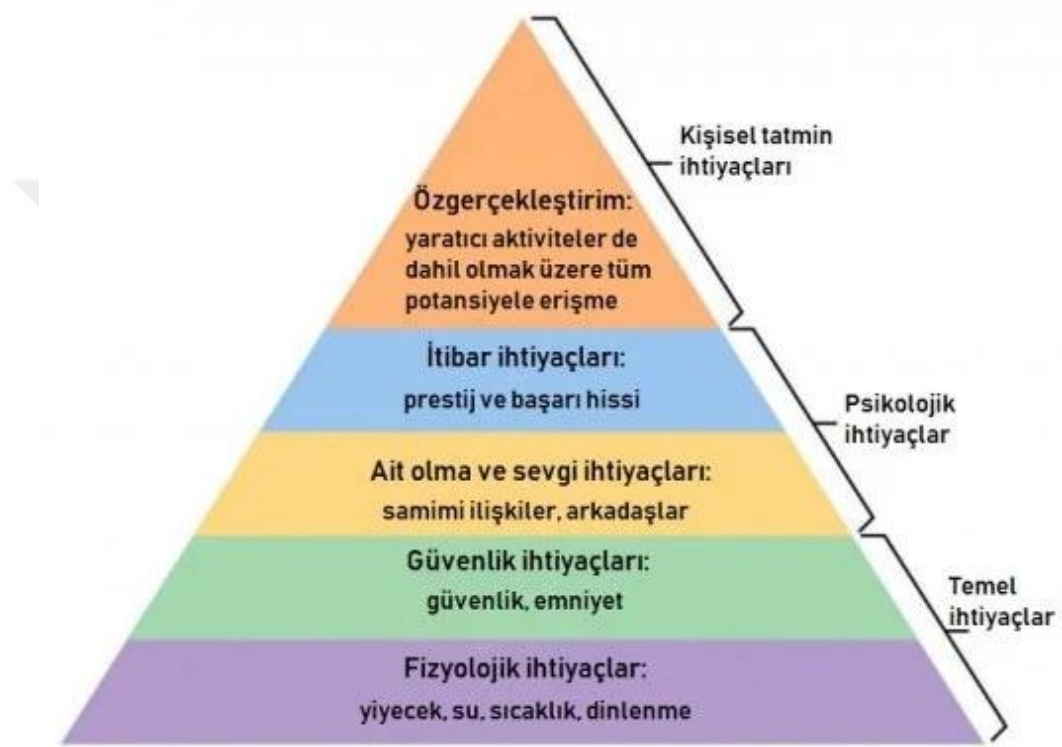 Kişisel tatmin
ihtiyaçları
Özgerçekleştirim:
yaratıcı aktiviteler de
dahil olmak üzere tüm
potansiyele erişme
İtibar ihtiyaçları:
prestij ve başarı hissi
Psikolojik
ihtiyaçlar
Ait olma ve sevgi ihtiyaçları:
samimi ilişkiler, arkadaşlar
Güvenlik ihtiyaçları:
güvenlik, emniyet
Temel
ihtiyaçlar
Fizyolojik ihtiyaçlar:
yiyecek, su, sıcaklık, dinlenme